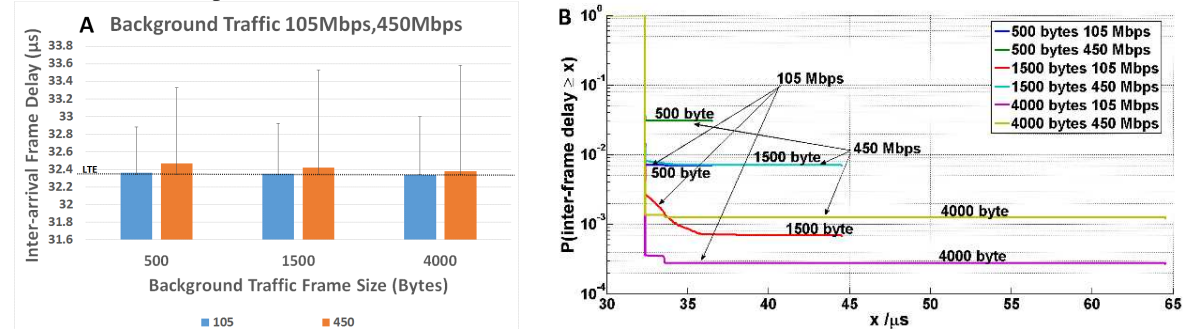 A
Background Traffic 105Mbps,450Mbps
Inter-arrival Frame Delay (µs)
33.8
33.6
33.4
33.2
33
32.8
32.6
32.4
32.2
32
31.8
31.6
LTE
500
1500
4000
Background Traffic Frame Size (Bytes)
105
450
B
P(inter-frame delay ≥ x)
10^0
10^-1
10^-2
10^-3
10^-4
500 bytes 105 Mbps
500 bytes 450 Mbps
1500 bytes 105 Mbps
1500 bytes 450 Mbps
4000 bytes 105 Mbps
4000 bytes 450 Mbps
105 Mbps
500 byte
450 Mbps
1500 byte
500 byte
4000 byte
1500 byte
4000 byte
30
35
40
45
50
55
60
65
x /µs